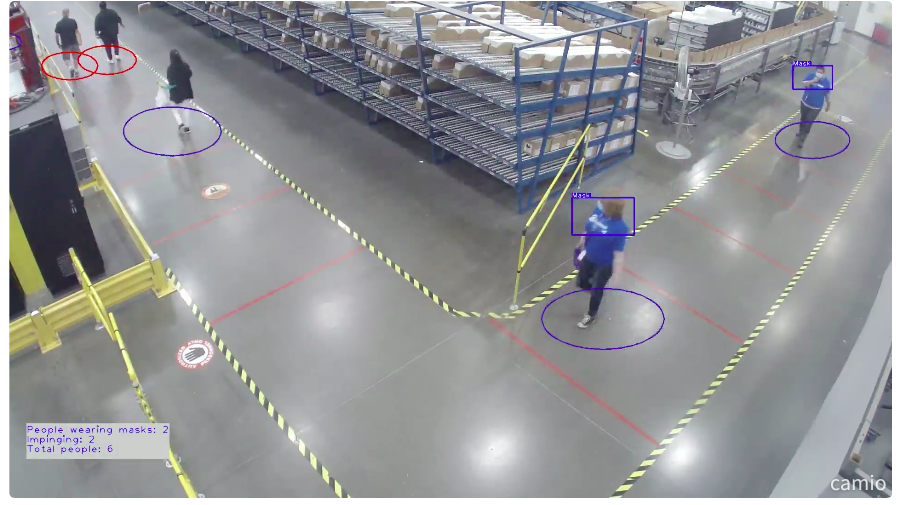 Mask
Mask
People wearing masks: 2
Impinging: 2
Total people: 6
camio